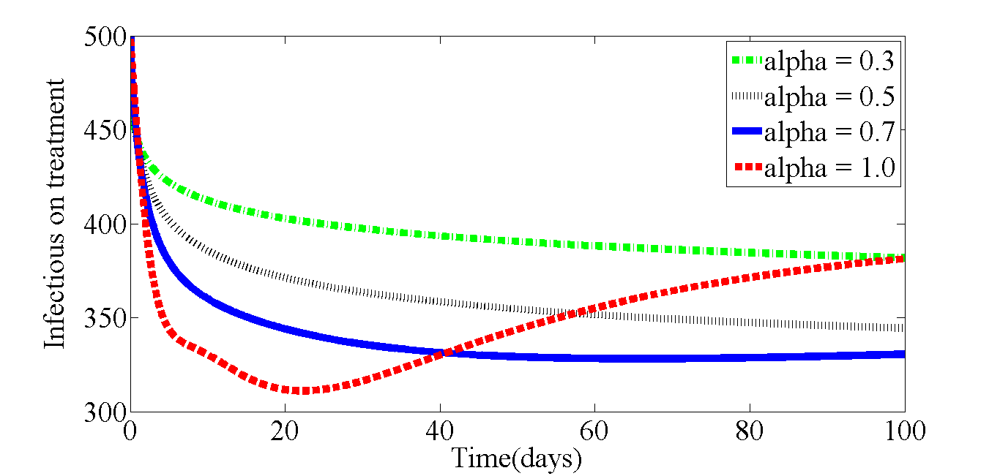 500
450
400
350
300
Infectious on treatment
0
20
40
60
80
100
Time(days)
alpha = 0.3
alpha = 0.5
alpha = 0.7
alpha = 1.0